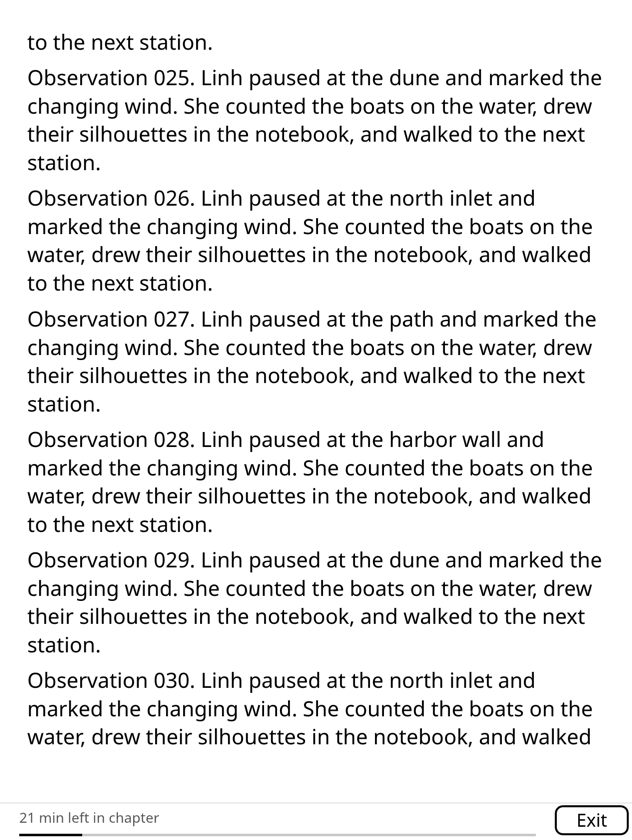 to the next station.
Observation 025. Linh paused at the dune and marked the
changing wind. She counted the boats on the water, drew
their silhouettes in the notebook, and walked to the next
station.
Observation 026. Linh paused at the north inlet and
marked the changing wind. She counted the boats on the
water, drew their silhouettes in the notebook, and walked
to the next station.
Observation 027. Linh paused at the path and marked the
changing wind. She counted the boats on the water, drew
their silhouettes in the notebook, and walked to the next
station.
Observation 028. Linh paused at the harbor wall and
marked the changing wind. She counted the boats on the
water, drew their silhouettes in the notebook, and walked
to the next station.
Observation 029. Linh paused at the dune and marked the
changing wind. She counted the boats on the water, drew
their silhouettes in the notebook, and walked to the next
station.
Observation 030. Linh paused at the north inlet and
marked the changing wind. She counted the boats on the
water, drew their silhouettes in the notebook, and walked
21 min left in chapter
Exit